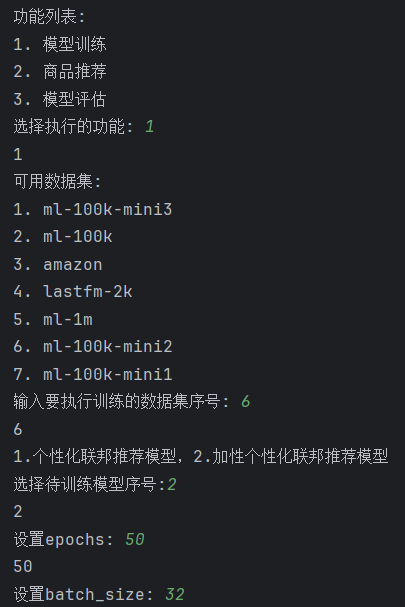 功能列表:
1. 模型训练
2. 商品推荐
3. 模型评估
选择执行的功能: 1
1
可用数据集:
1. ml-100k-mini3
2. ml-100k
3. amazon
4. lastfm-2k
5. ml-1m
6. ml-100k-mini2
7. ml-100k-mini1
输入要执行训练的数据集序号: 6
6
1.个性化联邦推荐模型，2.加性个性化联邦推荐模型
选择待训练模型序号:2
2
设置epochs: 50
50
设置batch_size: 32